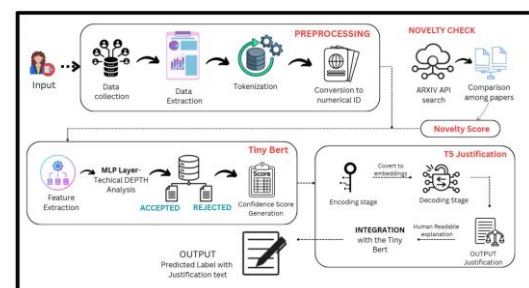 PREPROCESSING
Input
Data
collection
Data
Extraction
Tokenization
Conversion to
numerical ID
NOVELTY CHECK
ARXIV API
search
Comparison
among papers
Novelty Score
Tiny Bert
Feature
Extraction
MLP Layer-
Techical DEPTH
Analysis
ACCEPTED
REJECTED
Score
Confidence Score
Generation
T5 Justification
Encoding stage
Covert to
embeddings
Decoding Stage
OUTPUT
Justification
Human Readable
explanation
INTEGRATION
with the Tiny
Bert
OUTPUT
Predicted Label with
Justification text